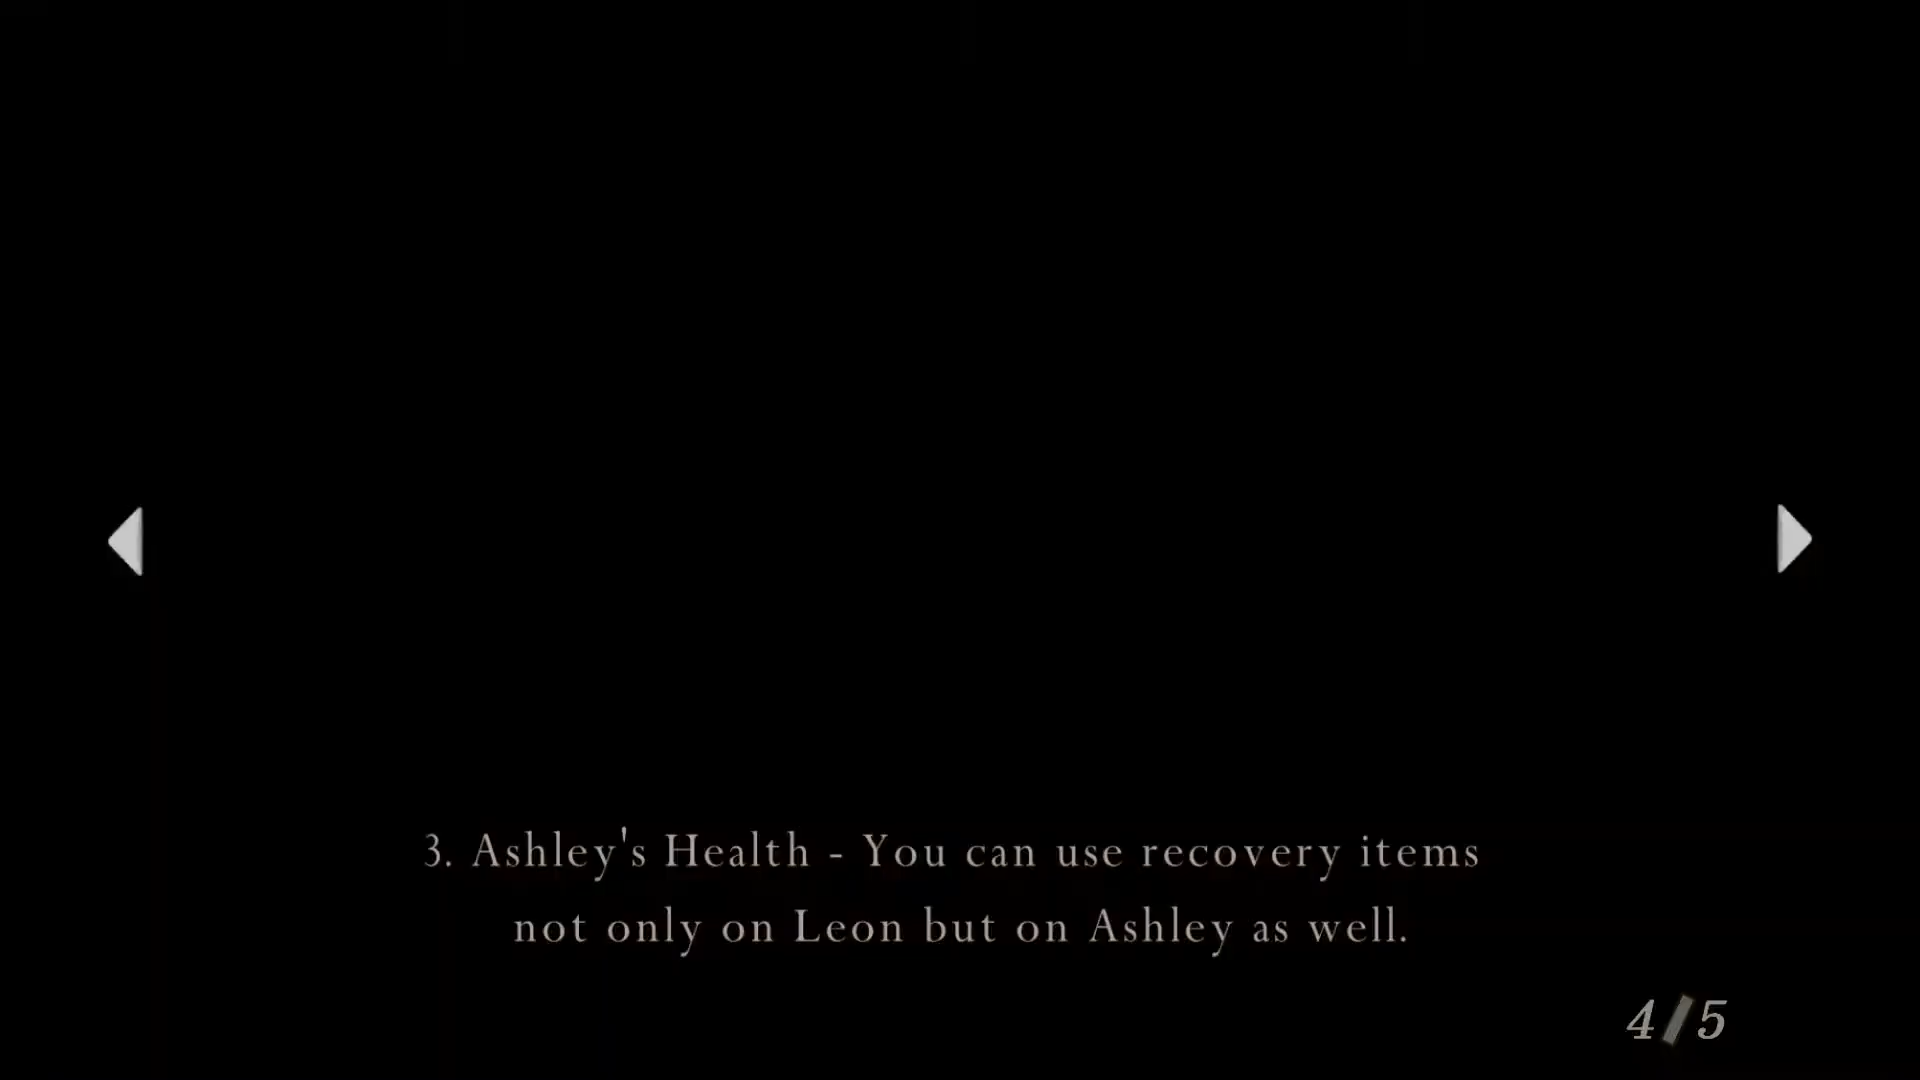 3. Ashley's Health - You can use recovery items
not only on Leon but on Ashley as well.
4/5